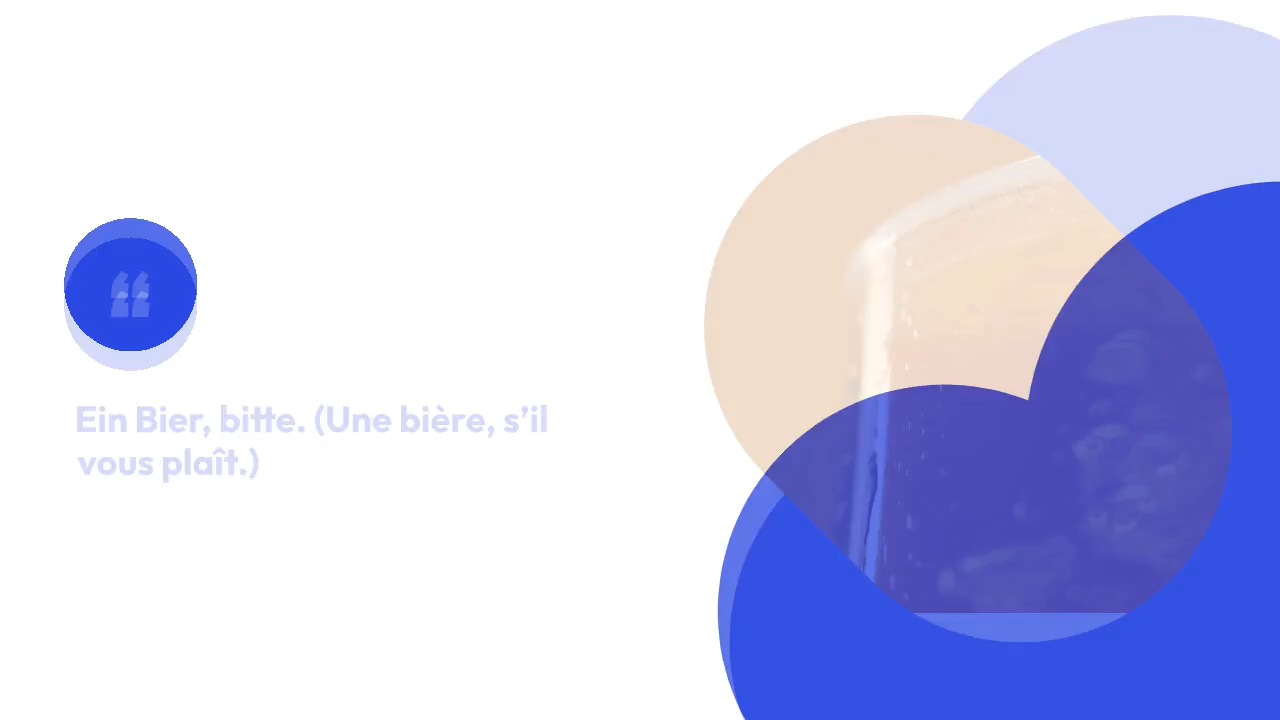 Ein Bier, bitte. (Une bière, s’il
vous plaît.)